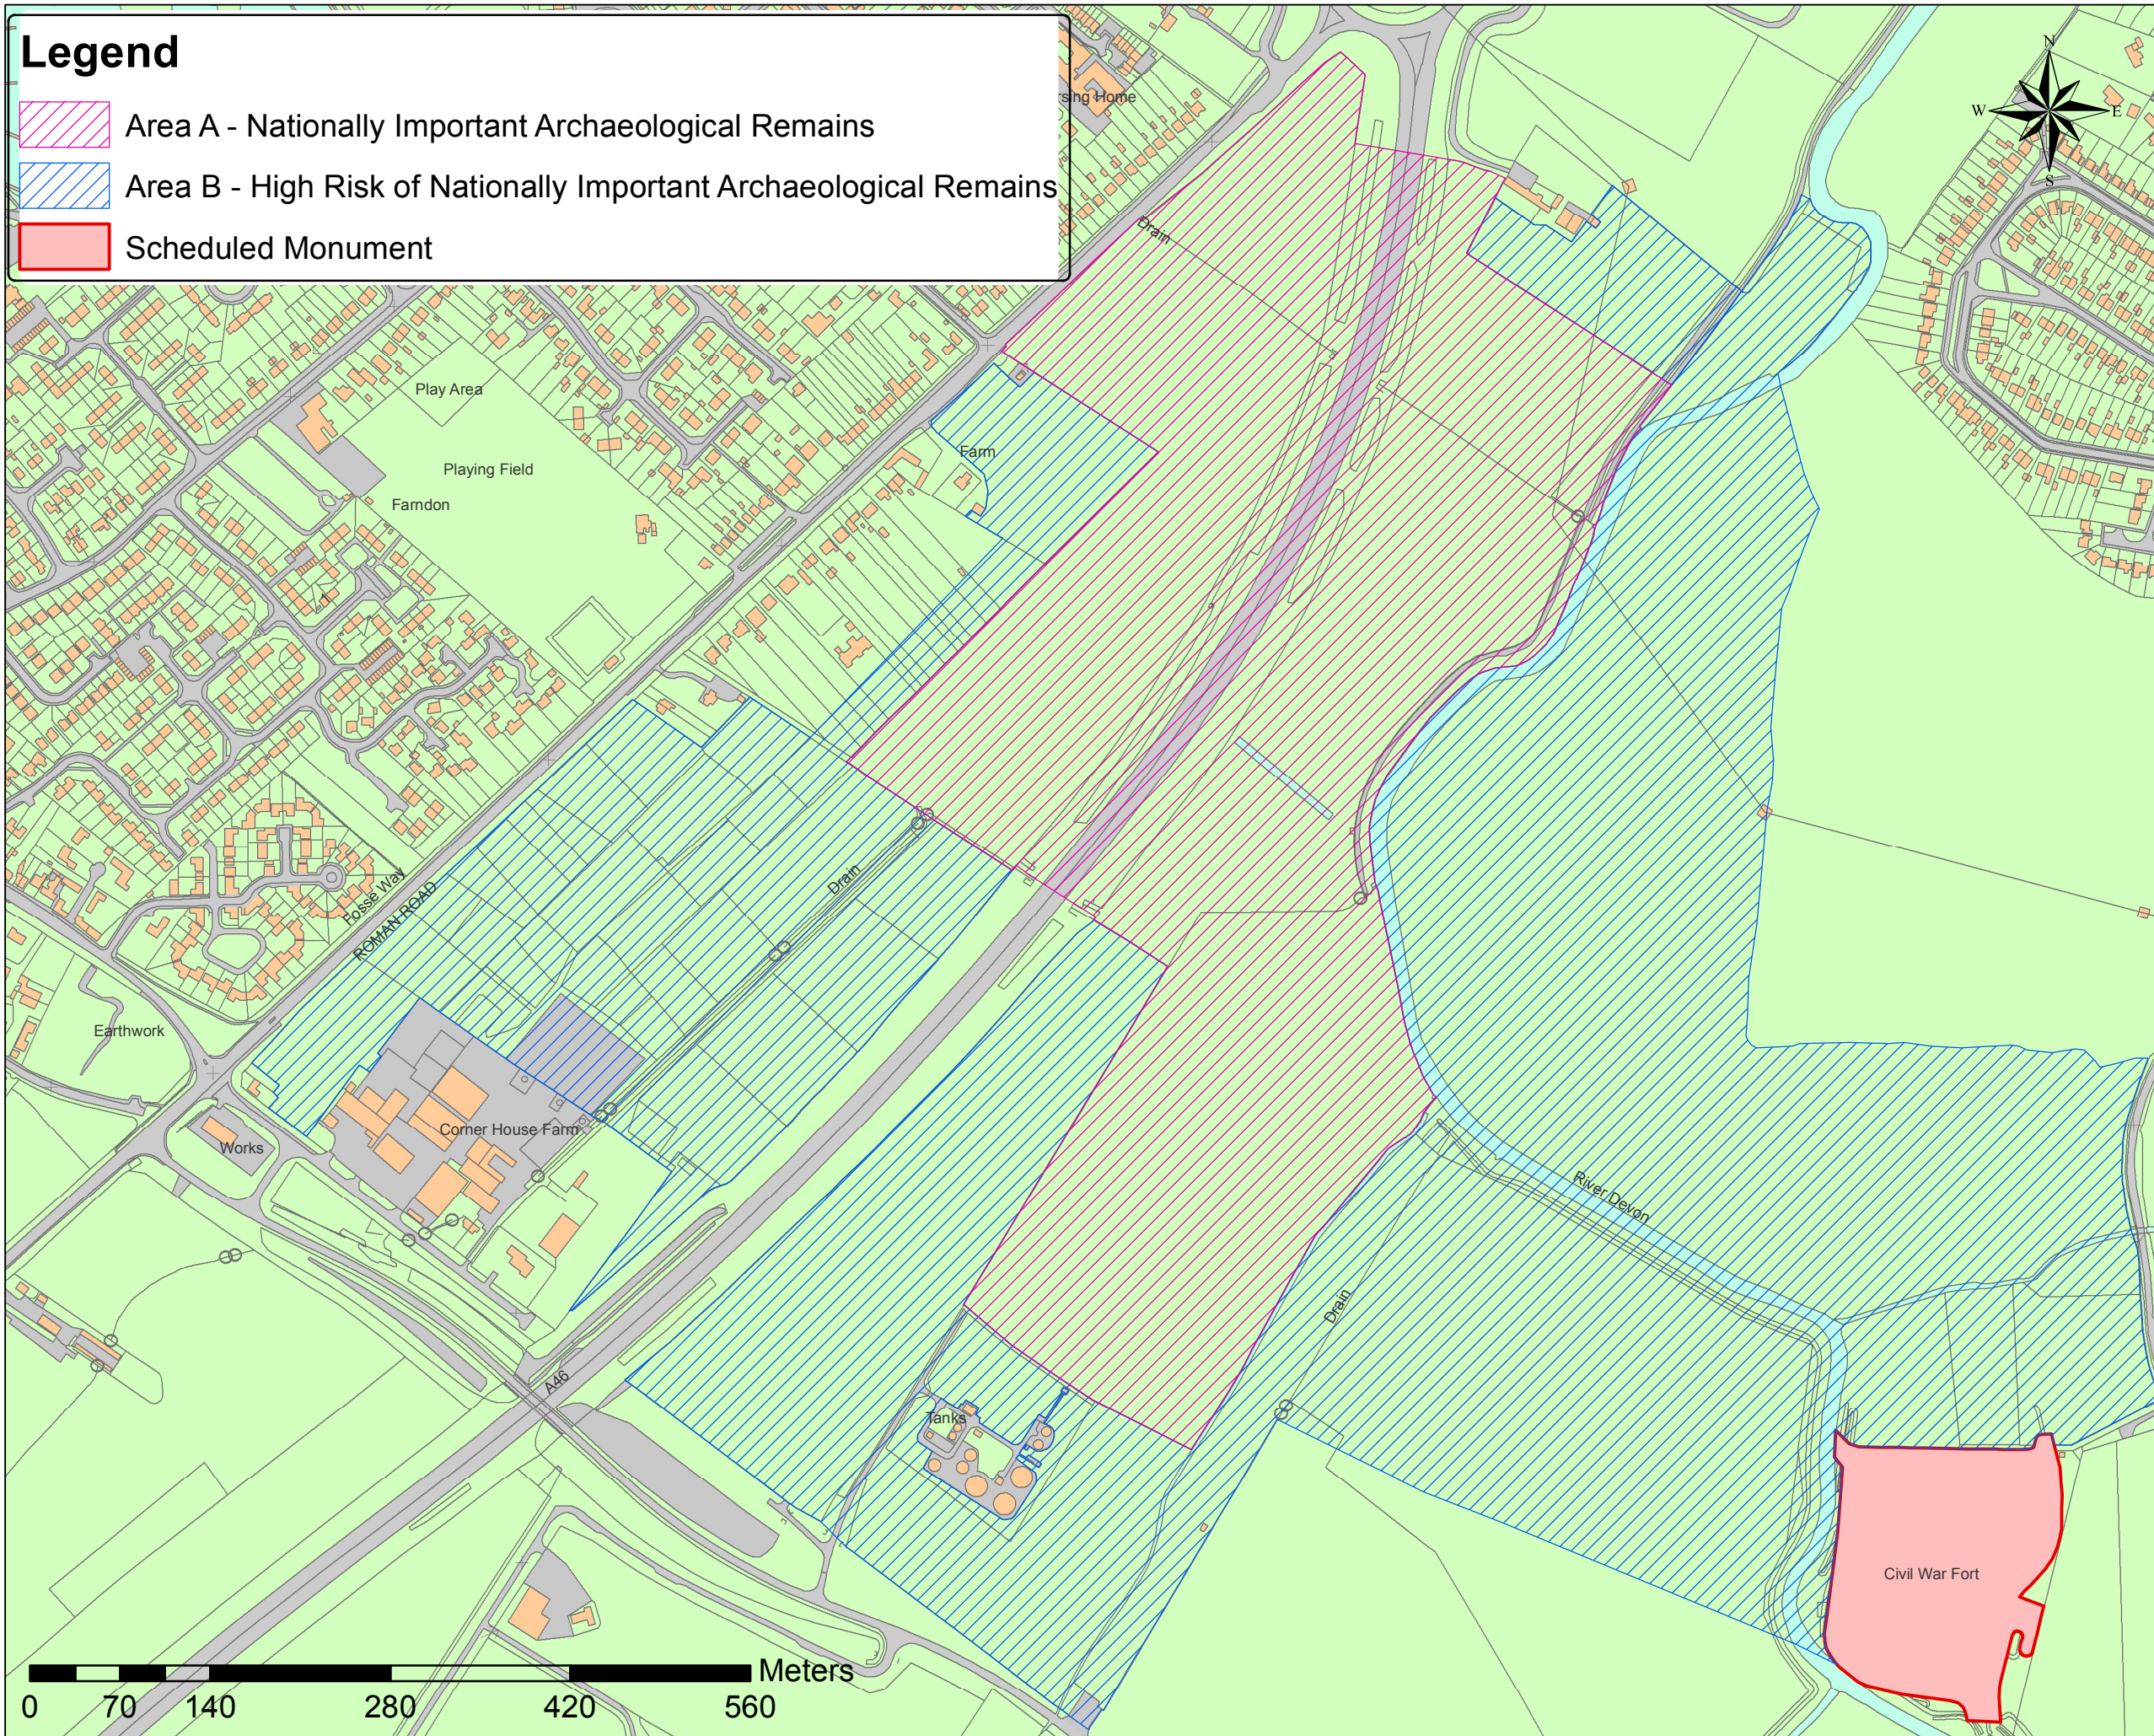 Legend
Area A - Nationally Important Archaeological Remains
Area B - High Risk of Nationally Important Archaeological Remains
Scheduled Monument
rsing Home
N
W
E
S
Drain
Play Area
Playing Field
Farndon
Farm
Fosse Way
ROMAN ROAD
Drain
Earthwork
Works
Corner House Farm
River Devon
Drain
A46
Tanks
Civil War Fort
Meters
0 70 140 280 420 560